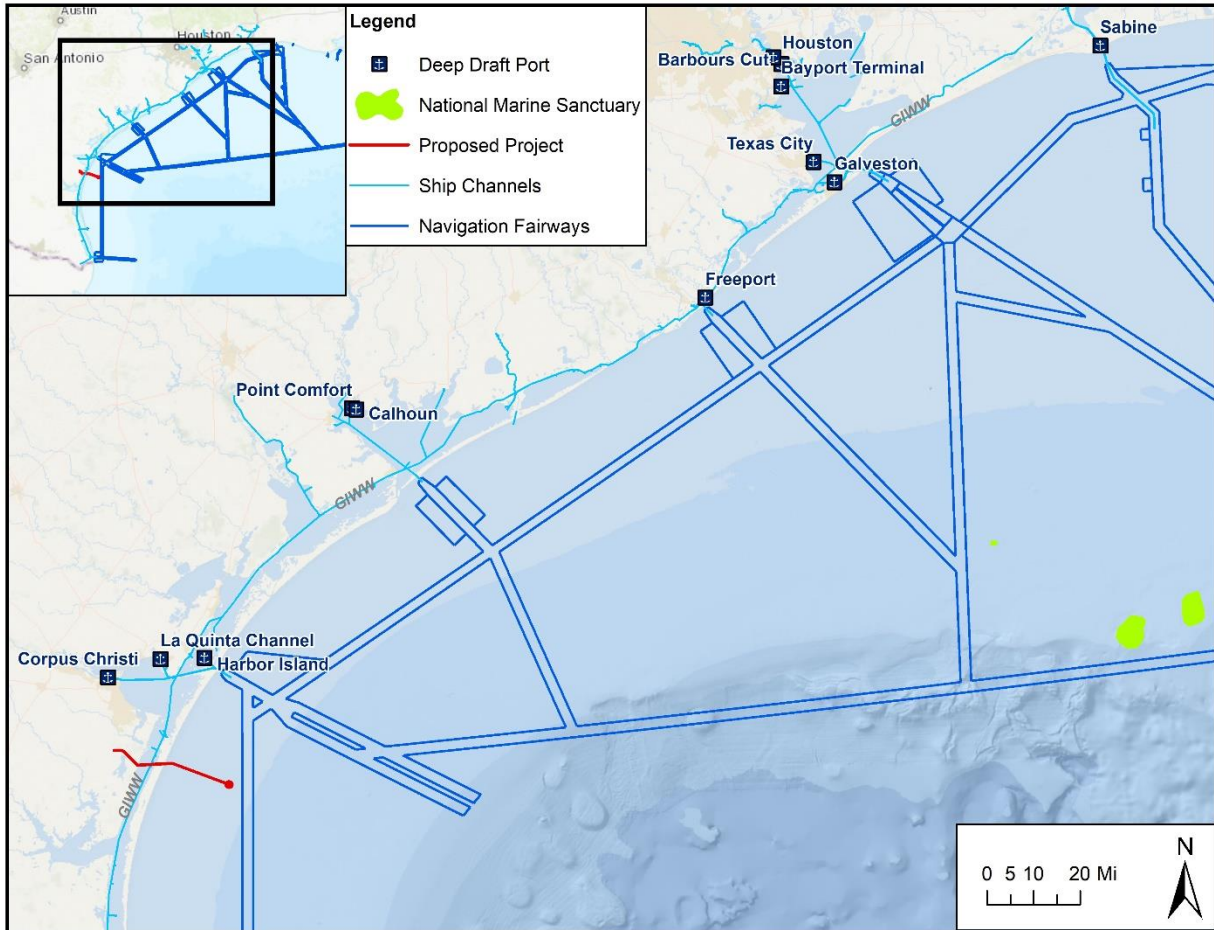 Austin
Houston
San Antonio
Legend
Deep Draft Port
National Marine Sanctuary
Proposed Project
Ship Channels
Navigation Fairways
Sabine
Houston
Barbours Cut
Bayport Terminal
GIWW
Texas City
Galveston
Freeport
Point Comfort
Calhoun
GIWW
La Quinta Channel
Corpus Christi
Harbor Island
GIWW
N
0 5 10 20 Mi